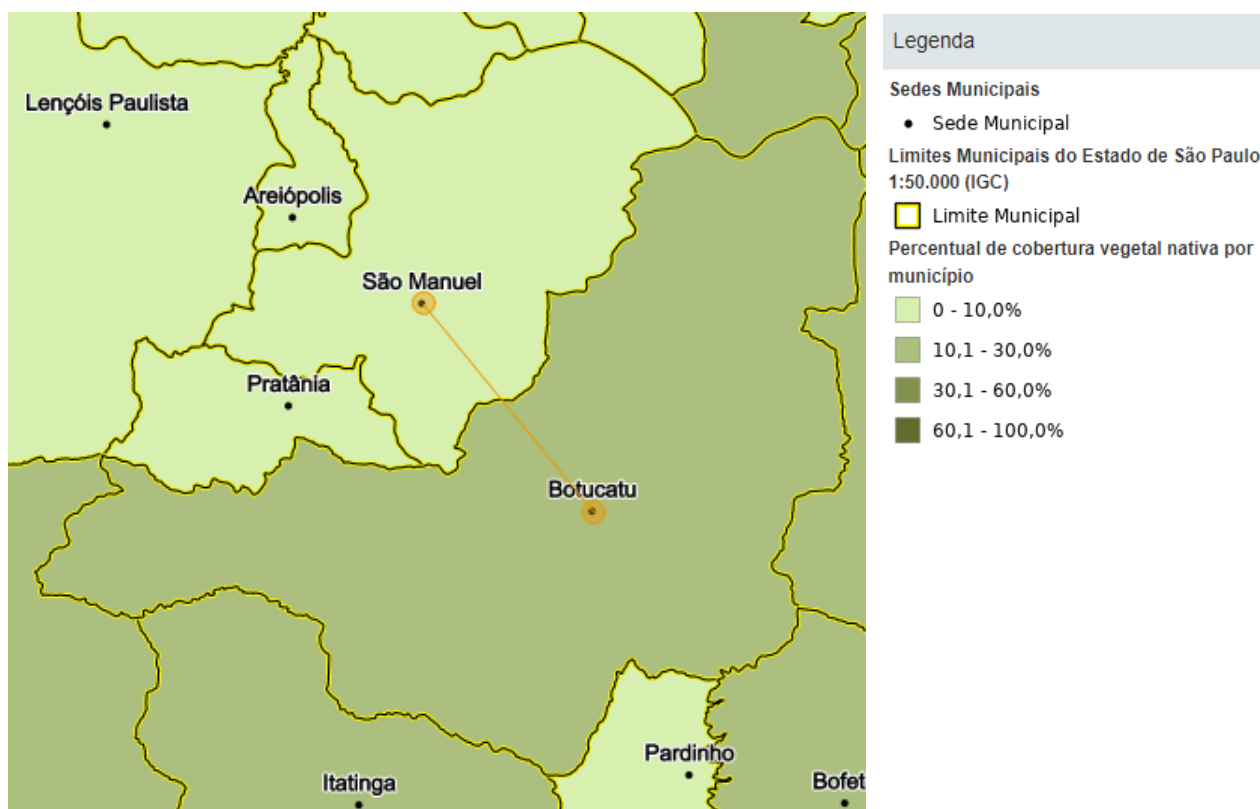 Lençóis Paulista
Areiópolis
São Manuel
Pratânia
Botucatu
Pardinho
Itatinga
Bofet
Legenda
Sedes Municipais
Sede Municipal
Limites Municipais do Estado de São Paulo
1:50.000 (IGC)
Limite Municipal
Percentual de cobertura vegetal nativa por
município
0 - 10,0%
10,1 - 30,0%
30,1 - 60,0%
60,1 - 100,0%